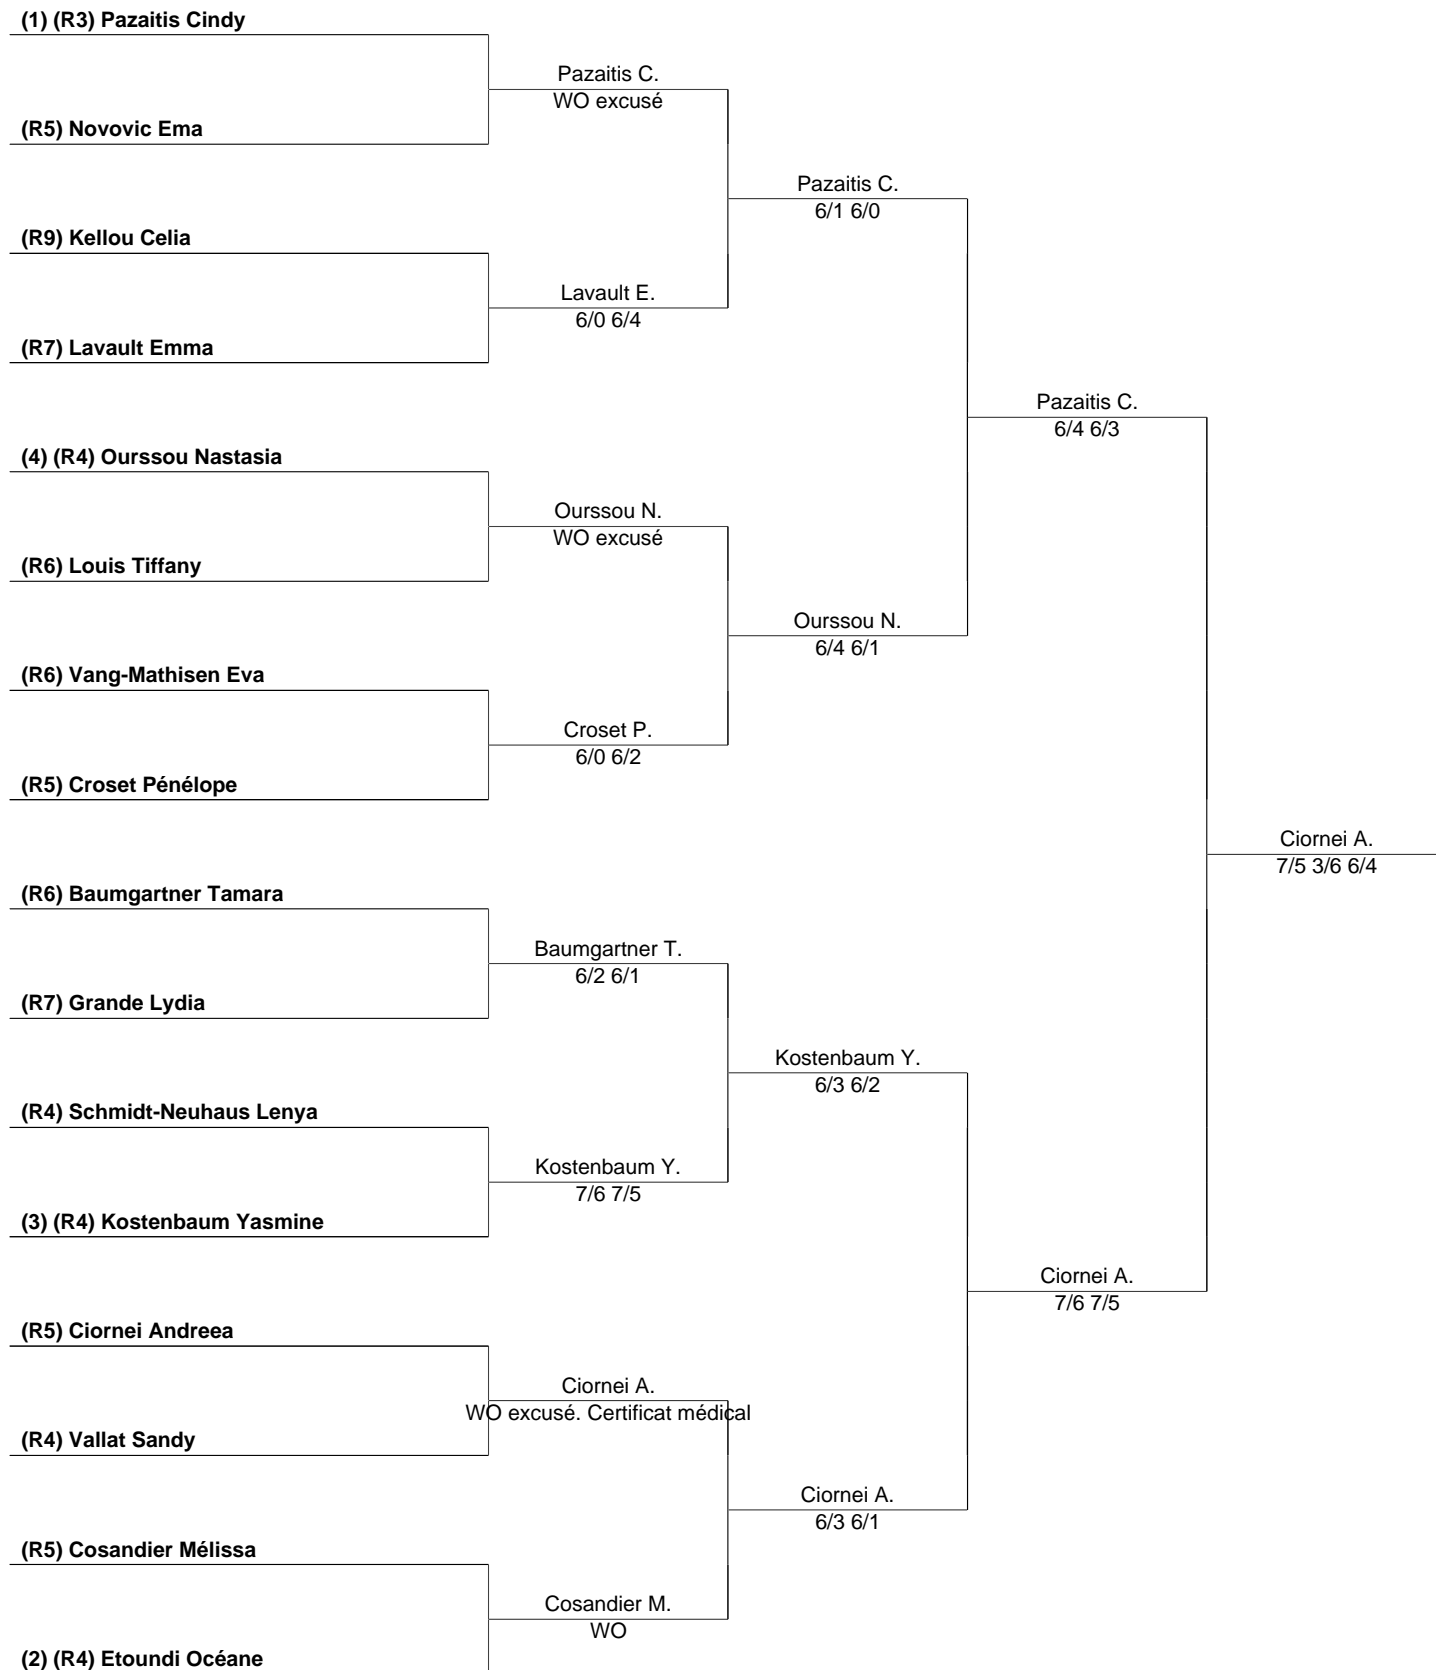 (1) (R3) Pazaitis Cindy
Pazaitis C.
WO excusé
(R5) Novovic Ema
Pazaitis C.
6/1 6/0
(R9) Kellou Celia
Lavault E.
6/0 6/4
(R7) Lavault Emma
Pazaitis C.
6/4 6/3
(4) (R4) Ourssou Nastasia
Ourssou N.
WO excusé
(R6) Louis Tiffany
Ourssou N.
6/4 6/1
(R6) Vang-Mathisen Eva
Croset P.
6/0 6/2
(R5) Croset Pénélope
Ciornei A.
7/5 3/6 6/4
(R6) Baumgartner Tamara
Baumgartner T.
6/2 6/1
(R7) Grande Lydia
Kostenbaum Y.
6/3 6/2
(R4) Schmidt-Neuhaus Lenya
Kostenbaum Y.
7/6 7/5
(3) (R4) Kostenbaum Yasmine
Ciornei A.
7/6 7/5
(R5) Ciornei Andreea
Ciornei A.
WO excusé. Certificat médical
(R4) Vallat Sandy
Ciornei A.
6/3 6/1
(R5) Cosandier Mélissa
Cosandier M.
WO
(2) (R4) Etoundi Océane